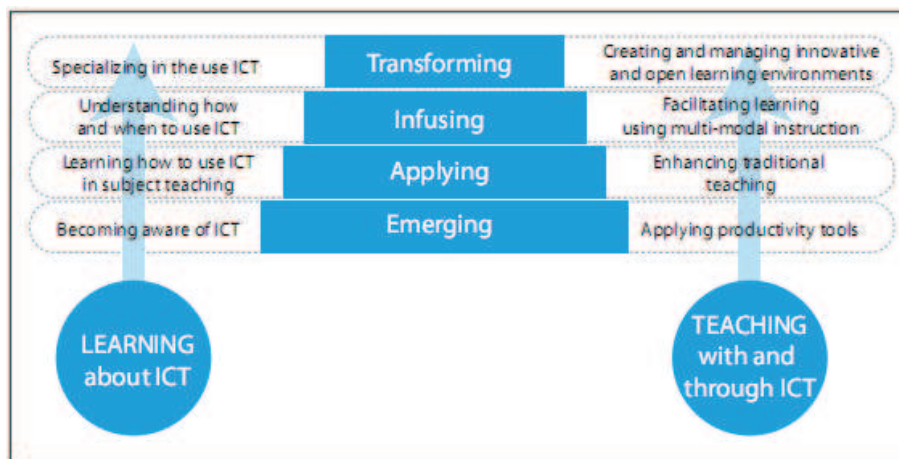 Specializing in the use ICT
Transforming
Creating and managing innovative
and open learning environments
Understanding how
and when to use ICT
Infusing
Facilitating learning
using multi-modal instruction
Learning how to use ICT
in subject teaching
Applying
Enhancing traditional
teaching
Becoming aware of ICT
Emerging
Applying productivity tools
LEARNING
about ICT
TEACHING
with and
through ICT